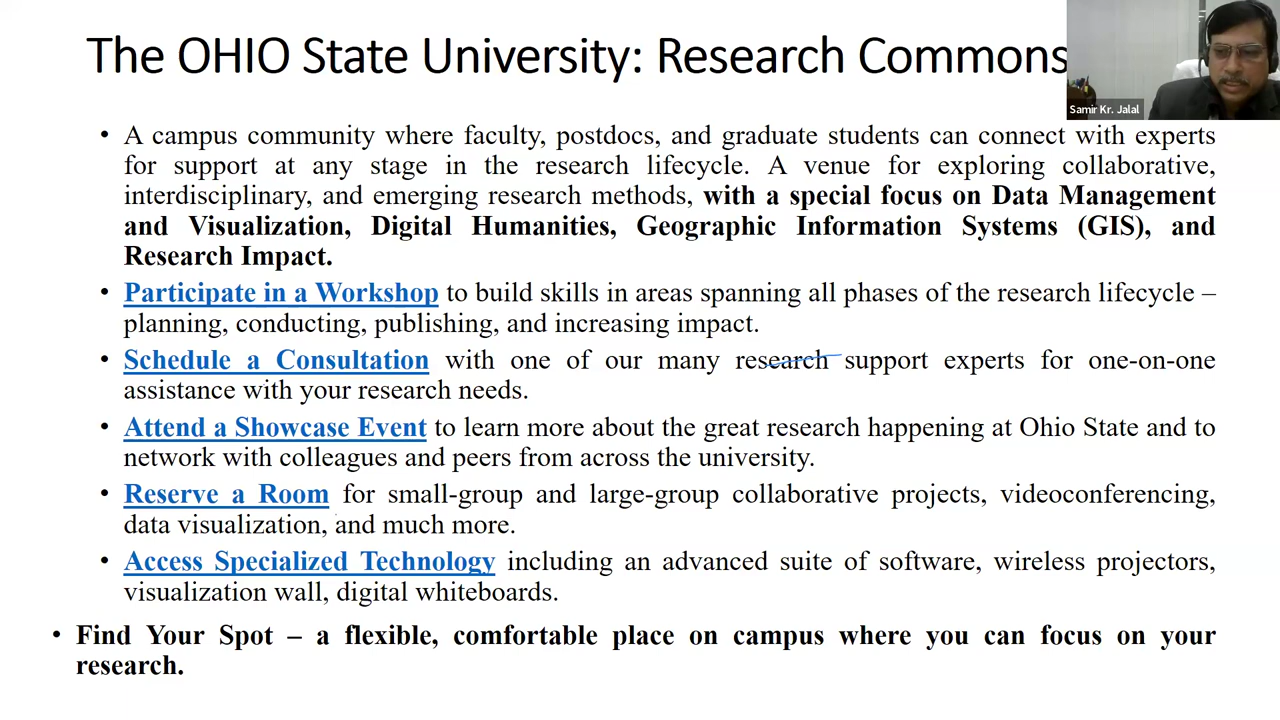 The OHIO State University: Research Commons
Samir Kr. Jalal
• A campus community where faculty, postdocs, and graduate students can connect with experts
for support at any stage in the research lifecycle. A venue for exploring collaborative,
interdisciplinary, and emerging research methods, with a special focus on Data Management
and Visualization, Digital Humanities, Geographic Information Systems (GIS), and
Research Impact.
• Participate in a Workshop to build skills in areas spanning all phases of the research lifecycle –
planning, conducting, publishing, and increasing impact.
• Schedule a Consultation with one of our many research support experts for one-on-one
assistance with your research needs.
• Attend a Showcase Event to learn more about the great research happening at Ohio State and to
network with colleagues and peers from across the university.
• Reserve a Room for small-group and large-group collaborative projects, videoconferencing,
data visualization, and much more.
• Access Specialized Technology including an advanced suite of software, wireless projectors,
visualization wall, digital whiteboards.
• Find Your Spot – a flexible, comfortable place on campus where you can focus on your
research.